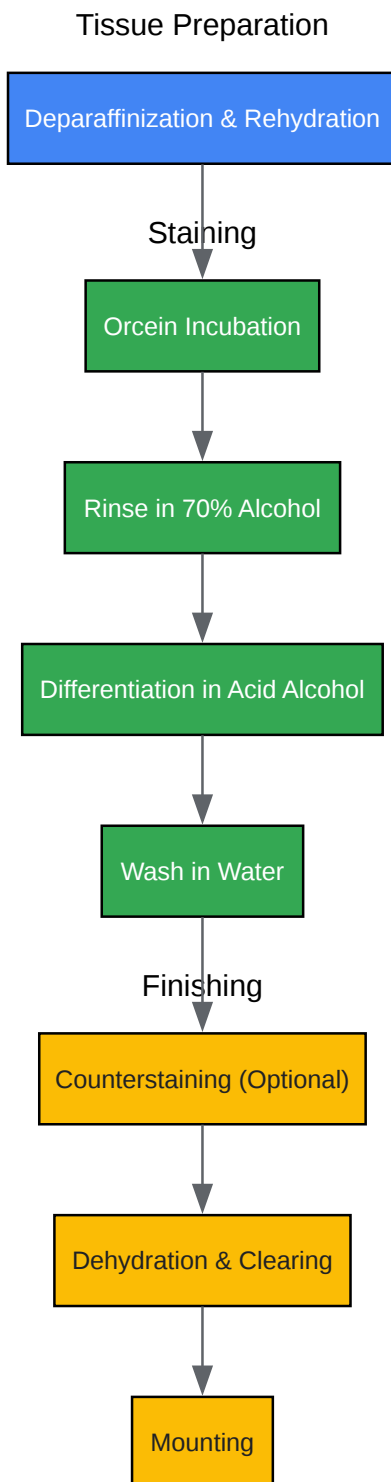 Tissue Preparation
Deparaffinization & Rehydration
Staining
Orcein Incubation
Rinse in 70% Alcohol
Differentiation in Acid Alcohol
Wash in Water
Finishing
Counterstaining (Optional)
Dehydration & Clearing
Mounting